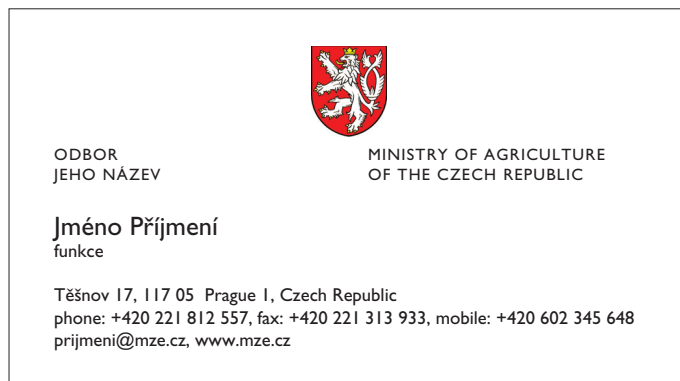 ODBOR
JEHO NÁZEV
MINISTRY OF AGRICULTURE
OF THE CZECH REPUBLIC
Jméno Příjmení
funkce
Těšnov 17, 117 05  Prague 1, Czech Republic
phone: +420 221 812 557, fax: +420 221 313 933, mobile: +420 602 345 648
prijmeni@mze.cz, www.mze.cz